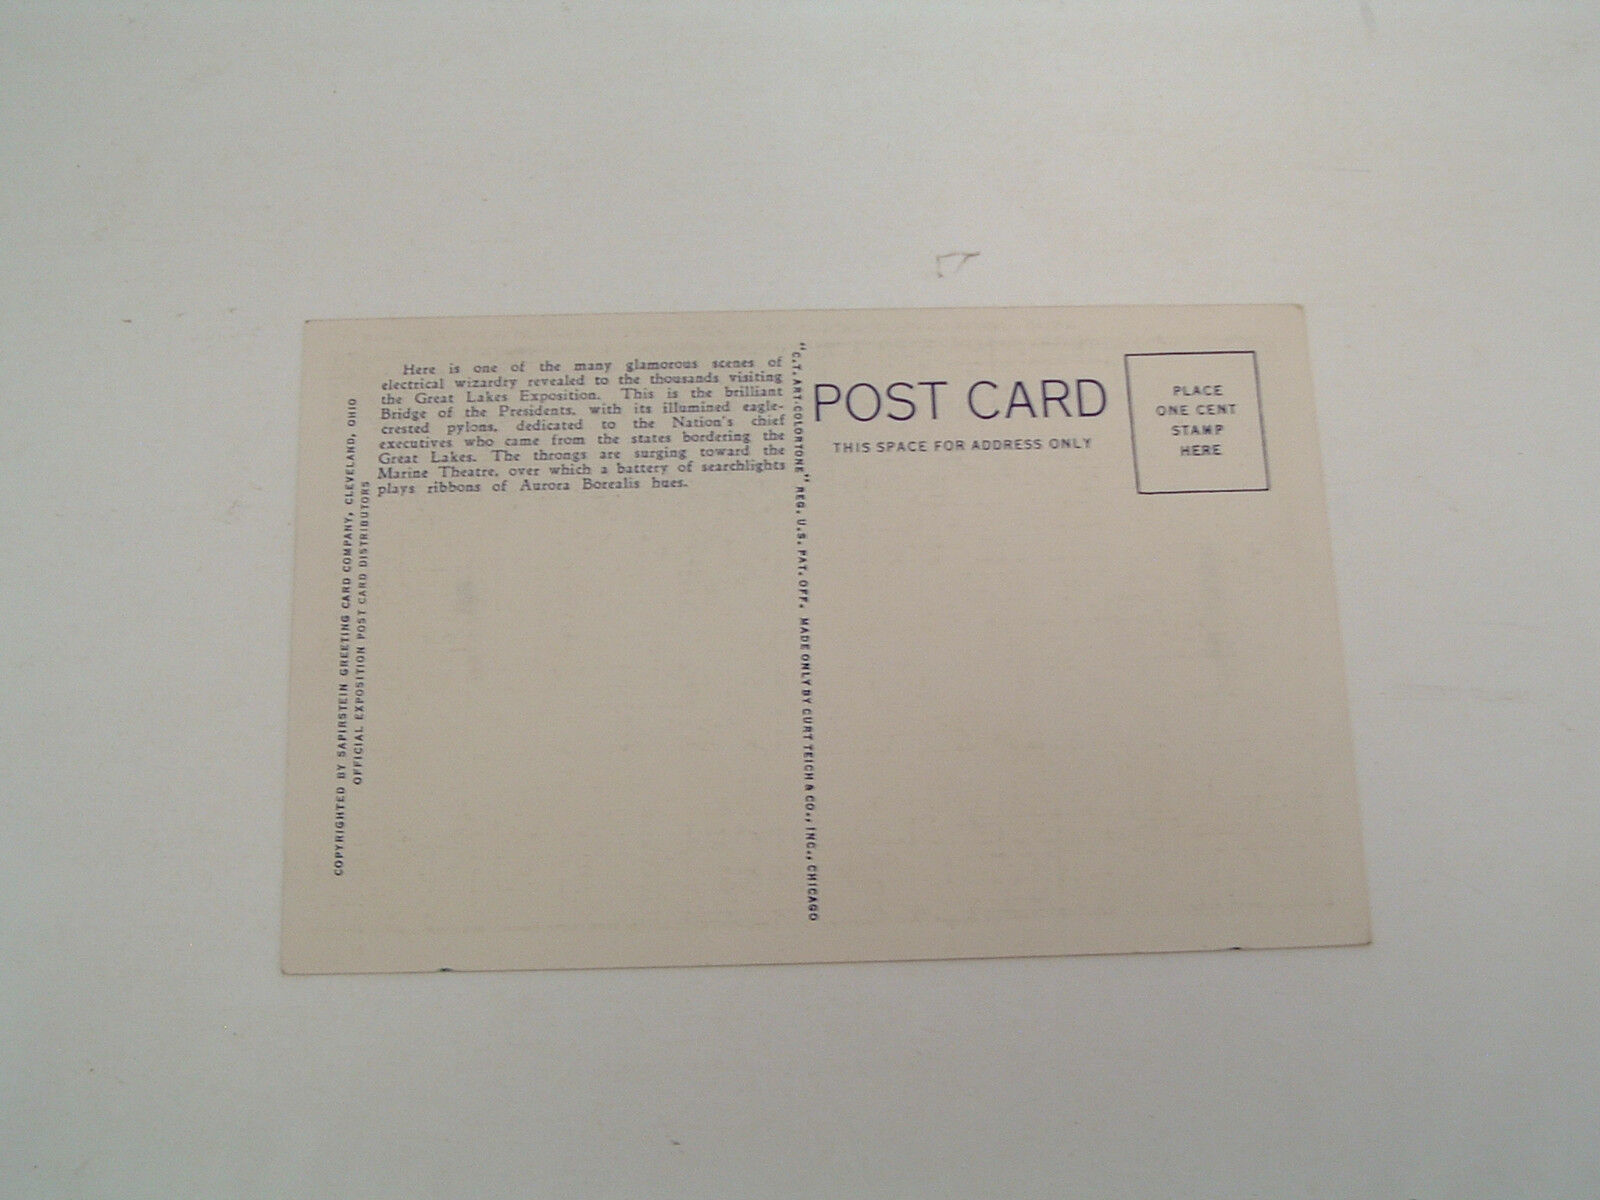 Here is one of the many glamorous scenes of
electrical wizardry revealed to the thousands visiting
the Great Lakes Exposition. This is the brilliant
Bridge of the Presidents, with its illumined eagle-
crested pylons, dedicated to the Nation's chief
executives who came from the states bordering the
Great Lakes. The throngs are surging toward the
Marine Theatre, over which a battery of searchlights
plays ribbons of Aurora Borealis hues.
COPYRIGHTED BY SAPIRSTEIN GREETING CARD COMPANY, CLEVELAND, OHIO
OFFICIAL EXPOSITION POST CARD DISTRIBUTORS
"C.T. ART-COLORTONE" REG. U.S. PAT. OFF. MADE ONLY BY CURT TEICH & CO., INC., CHICAGO
POST CARD
THIS SPACE FOR ADDRESS ONLY
PLACE
ONE CENT
STAMP
HERE